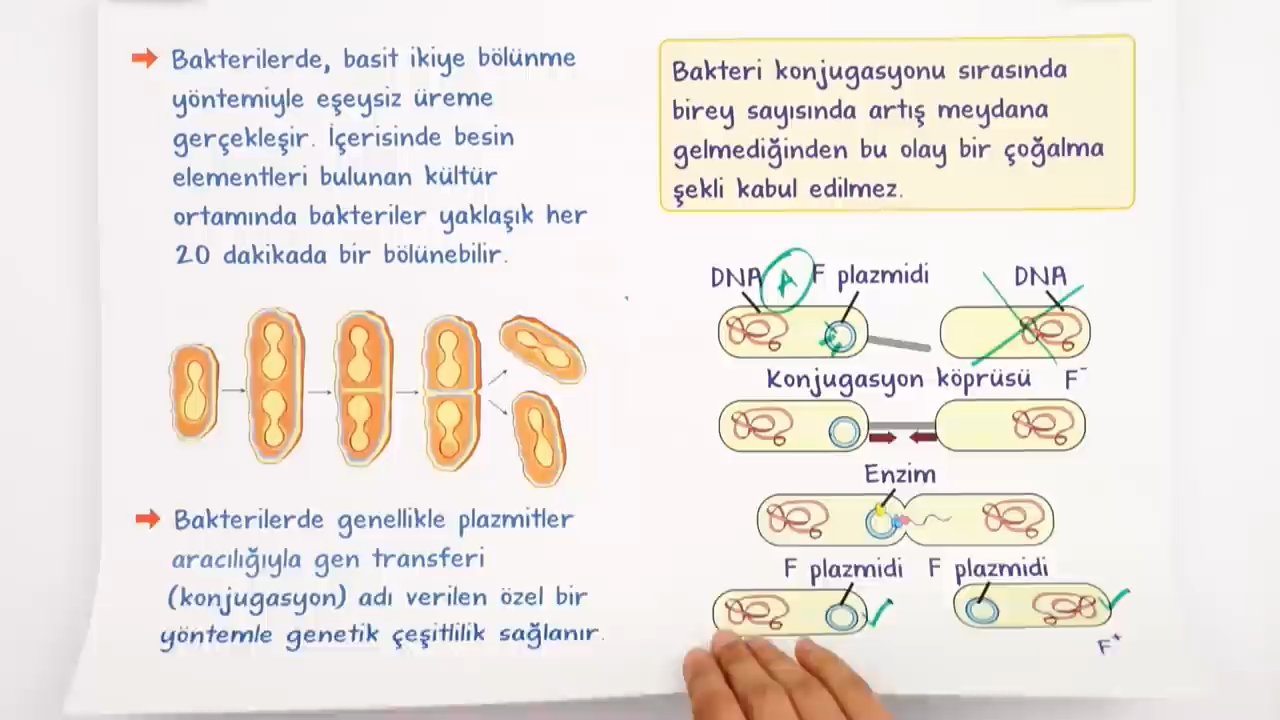 Bakterilerde, basit ikiye bölünme
yöntemiyle eşeysiz üreme
gerçekleşir. İçerisinde besin
elementleri bulunan kültür
ortamında bakteriler yaklaşık her
20 dakikada bir bölünebilir.
Bakterilerde genellikle plazmitler
aracılığıyla gen transferi
(konjugasyon) adı verilen özel bir
yöntemle genetik çeşitlilik sağlanır.
Bakteri konjugasyonu sırasında
birey sayısında artış meydana
gelmediğinden bu olay bir çoğalma
şekli kabul edilmez.
DNA A F plazmidi DNA
Konjugasyon köprüsü F⁻
Enzim
F plazmidi F plazmidi
F⁺